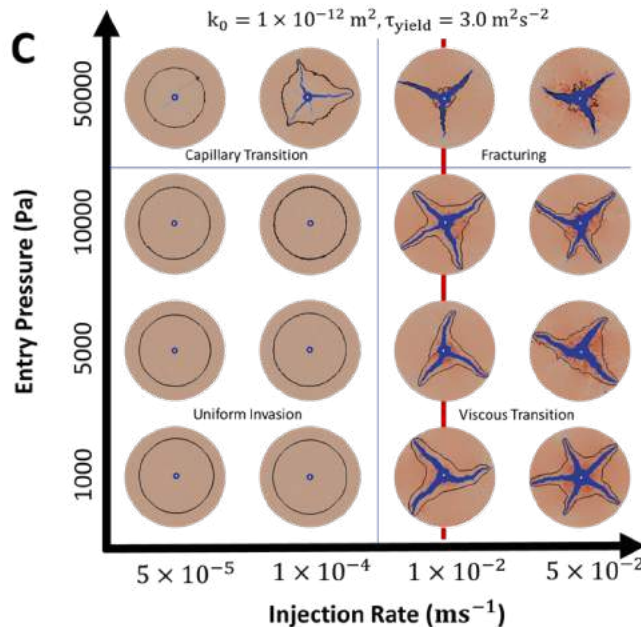 C
k₀ = 1 × 10⁻¹² m², τyield = 3.0 m²s⁻²
Entry Pressure (Pa)
50000
Capillary Transition
Fracturing
10000
5000
Uniform Invasion
Viscous Transition
1000
5 × 10⁻⁵
1 × 10⁻⁴
1 × 10⁻²
5 × 10⁻²
Injection Rate (ms⁻¹)